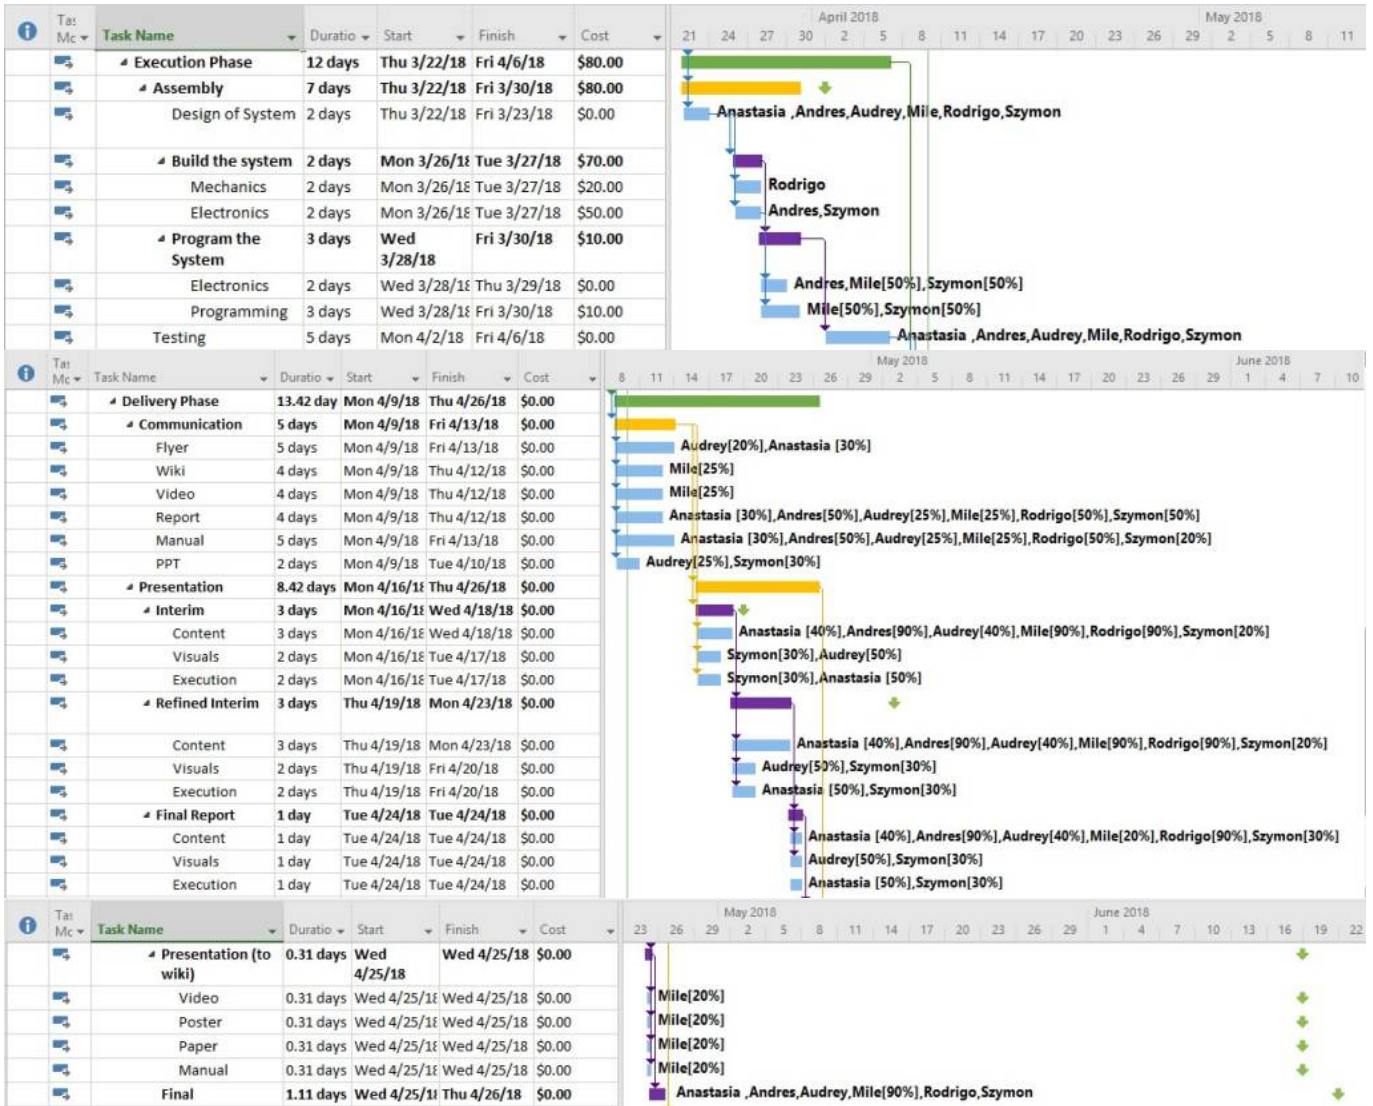 April 2018 May 2018
Tas Mc Task Name Duratio Start Finish Cost 21 24 27 30 2 5 8 11 14 17 20 23 26 29 2 5 8 11
Execution Phase 12 days Thu 3/22/18 Fri 4/6/18 $80.00
Assembly 7 days Thu 3/22/18 Fri 3/30/18 $80.00
Design of System 2 days Thu 3/22/18 Fri 3/23/18 $0.00 Anastasia ,Andres,Audrey,Mile,Rodrigo,Szymon
Build the system 2 days Mon 3/26/18 Tue 3/27/18 $70.00
Mechanics 2 days Mon 3/26/18 Tue 3/27/18 $20.00 Rodrigo
Electronics 2 days Mon 3/26/18 Tue 3/27/18 $50.00 Andres,Szymon
Program the System 3 days Wed 3/28/18 Fri 3/30/18 $10.00
Electronics 2 days Wed 3/28/18 Thu 3/29/18 $0.00 Andres,Mile[50%],Szymon[50%]
Programming 3 days Wed 3/28/18 Fri 3/30/18 $10.00 Mile[50%],Szymon[50%]
Testing 5 days Mon 4/2/18 Fri 4/6/18 $0.00 Anastasia ,Andres,Audrey,Mile,Rodrigo,Szymon
May 2018 June 2018
Tas Mc Task Name Duratio Start Finish Cost 8 11 14 17 20 23 26 29 2 5 8 11 14 17 20 23 26 29 1 4 7 10
Delivery Phase 13.42 day Mon 4/9/18 Thu 4/26/18 $0.00
Communication 5 days Mon 4/9/18 Fri 4/13/18 $0.00
Flyer 5 days Mon 4/9/18 Fri 4/13/18 $0.00 Audrey[20%],Anastasia [30%]
Wiki 4 days Mon 4/9/18 Thu 4/12/18 $0.00 Mile[25%]
Video 4 days Mon 4/9/18 Thu 4/12/18 $0.00 Mile[25%]
Report 4 days Mon 4/9/18 Thu 4/12/18 $0.00 Anastasia [30%],Andres[50%],Audrey[25%],Mile[25%],Rodrigo[50%],Szymon[50%]
Manual 5 days Mon 4/9/18 Fri 4/13/18 $0.00 Anastasia [30%],Andres[50%],Audrey[25%],Mile[25%],Rodrigo[50%],Szymon[20%]
PPT 2 days Mon 4/9/18 Tue 4/10/18 $0.00 Audrey[25%],Szymon[30%]
Presentation 8.42 days Mon 4/16/18 Thu 4/26/18 $0.00
Interim 3 days Mon 4/16/18 Wed 4/18/18 $0.00
Content 3 days Mon 4/16/18 Wed 4/18/18 $0.00 Anastasia [40%],Andres[90%],Audrey[40%],Mile[90%],Rodrigo[90%],Szymon[20%]
Visuals 2 days Mon 4/16/18 Tue 4/17/18 $0.00 Szymon[30%],Audrey[50%]
Execution 2 days Mon 4/16/18 Tue 4/17/18 $0.00 Szymon[30%],Anastasia [50%]
Refined Interim 3 days Thu 4/19/18 Mon 4/23/18 $0.00
Content 3 days Thu 4/19/18 Mon 4/23/18 $0.00 Anastasia [40%],Andres[90%],Audrey[40%],Mile[90%],Rodrigo[90%],Szymon[20%]
Visuals 2 days Thu 4/19/18 Fri 4/20/18 $0.00 Audrey[50%],Szymon[30%]
Execution 2 days Thu 4/19/18 Fri 4/20/18 $0.00 Anastasia [50%],Szymon[30%]
Final Report 1 day Tue 4/24/18 Tue 4/24/18 $0.00
Content 1 day Tue 4/24/18 Tue 4/24/18 $0.00 Anastasia [40%],Andres[90%],Audrey[40%],Mile[20%],Rodrigo[90%],Szymon[30%]
Visuals 1 day Tue 4/24/18 Tue 4/24/18 $0.00 Audrey[50%],Szymon[30%]
Execution 1 day Tue 4/24/18 Tue 4/24/18 $0.00 Anastasia [50%],Szymon[30%]
May 2018 June 2018
Tas Mc Task Name Duratio Start Finish Cost 23 26 29 2 5 8 11 14 17 20 23 26 29 1 4 7 10 13 16 19 22
Presentation (to wiki) 0.31 days Wed 4/25/18 Wed 4/25/18 $0.00
Video 0.31 days Wed 4/25/18 Wed 4/25/18 $0.00 Mile[20%]
Poster 0.31 days Wed 4/25/18 Wed 4/25/18 $0.00 Mile[20%]
Paper 0.31 days Wed 4/25/18 Wed 4/25/18 $0.00 Mile[20%]
Manual 0.31 days Wed 4/25/18 Wed 4/25/18 $0.00 Mile[20%]
Final 1.11 days Wed 4/25/18 Thu 4/26/18 $0.00 Anastasia ,Andres,Audrey,Mile[90%],Rodrigo,Szymon